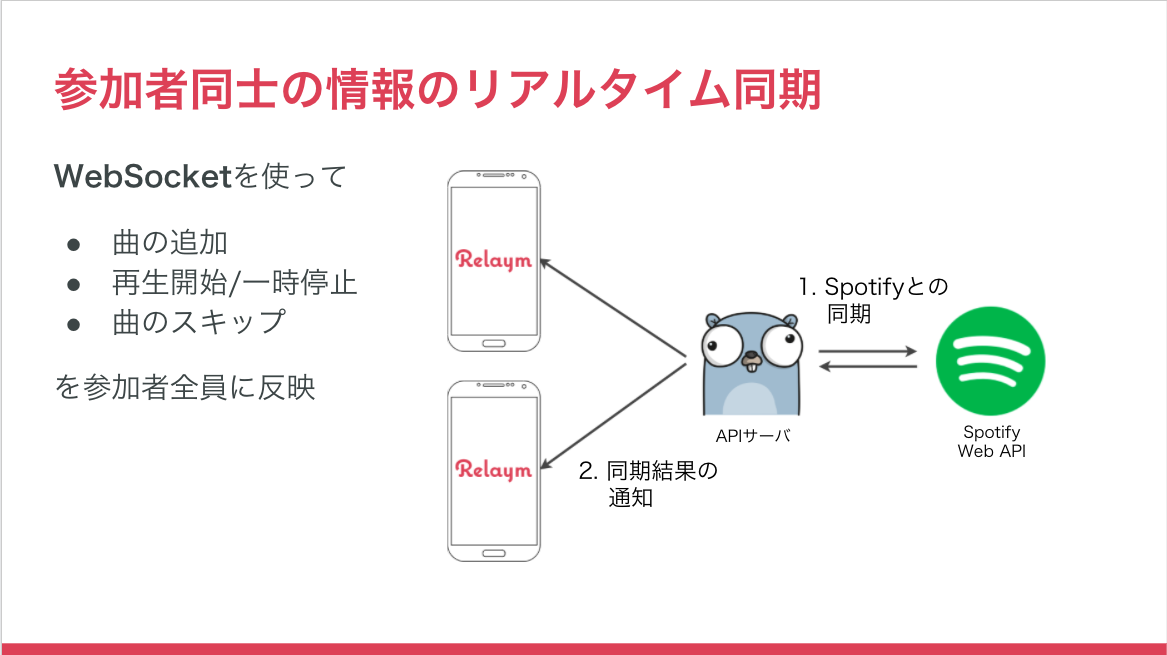 参加者同士の情報のリアルタイム同期
WebSocketを使って
● 曲の追加
● 再生開始/一時停止
● 曲のスキップ
を参加者全員に反映
Relaym
Relaym
1. Spotifyとの
同期
APIサーバ
Spotify
Web API
2. 同期結果の
通知